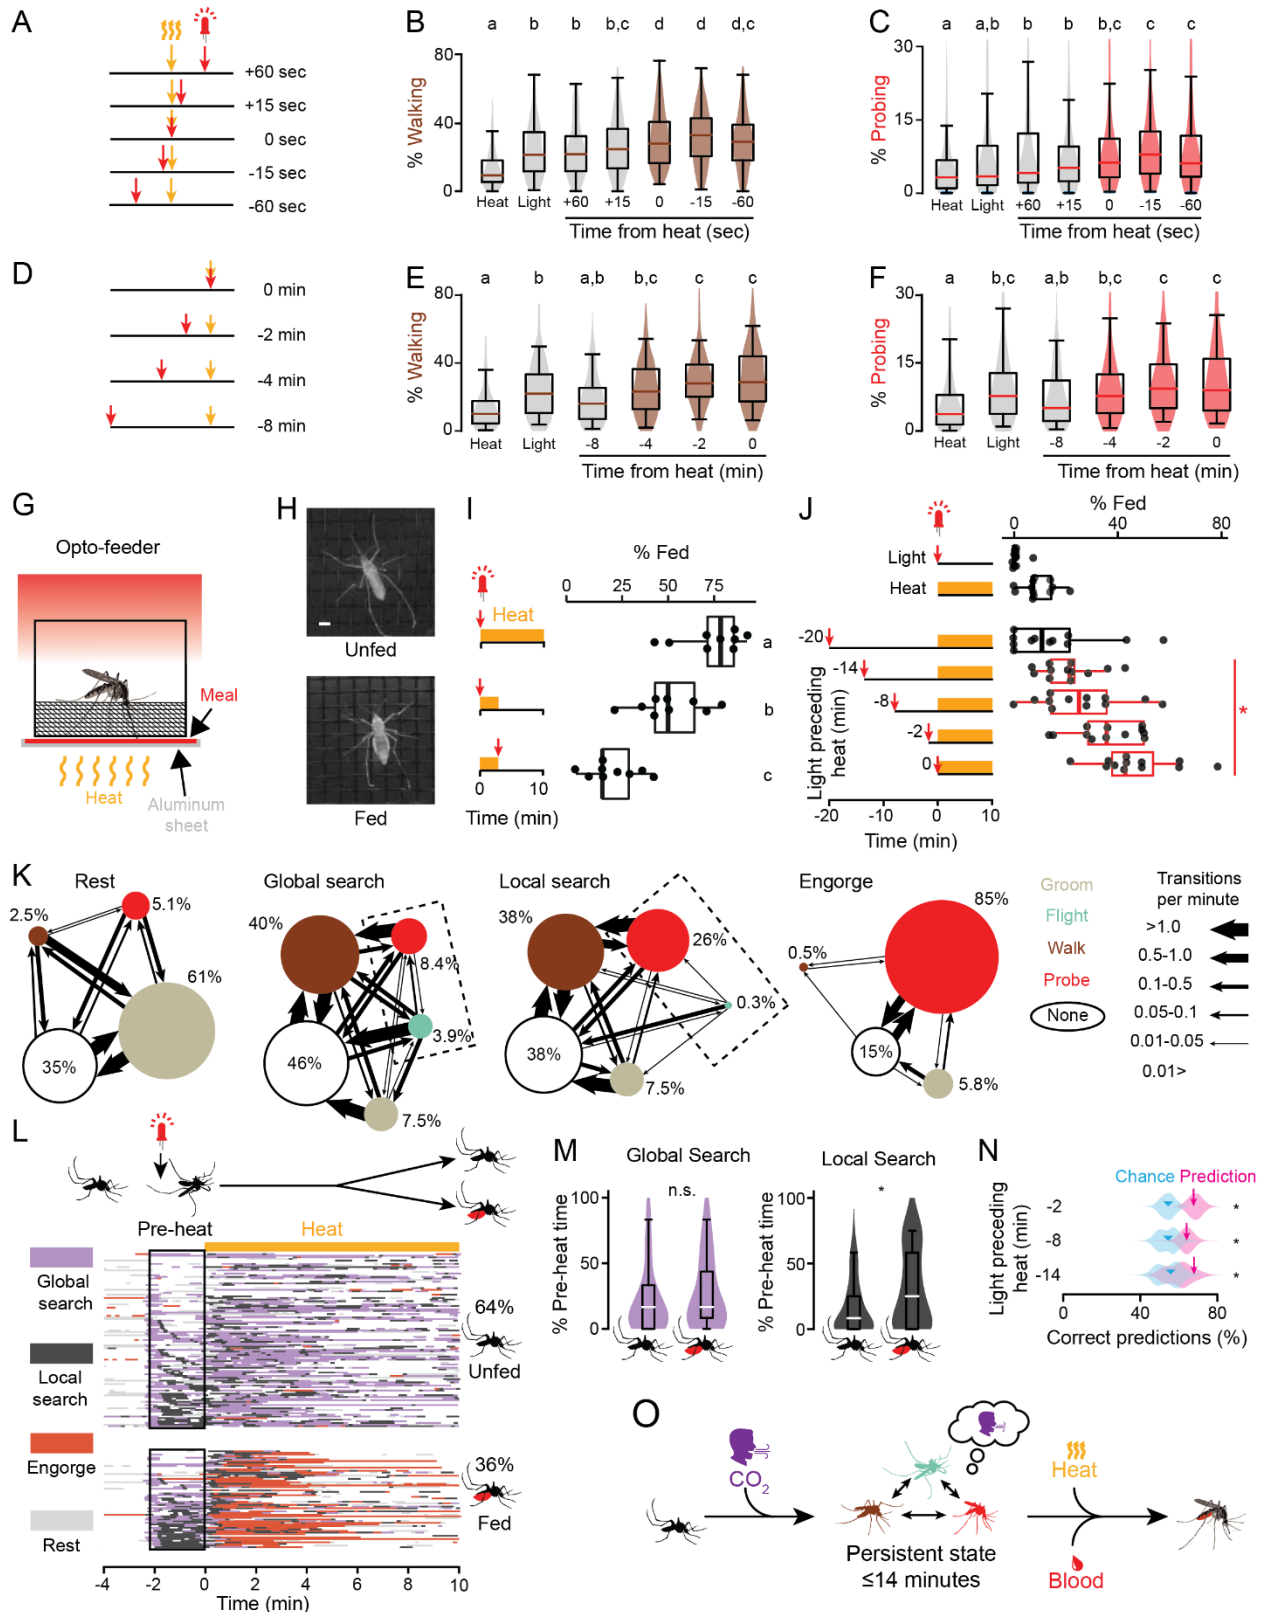 A
+60 sec
+15 sec
0 sec
-15 sec
-60 sec
B
a b b b,c d d d,c
% Walking
80
40
0
Heat Light +60 +15 0 -15 -60
Time from heat (sec)
C
a a,b b b b,c c c
% Probing
30
15
0
Heat Light +60 +15 0 -15 -60
Time from heat (sec)
D
0 min
-2 min
-4 min
-8 min
E
a b a,b b,c c c
% Walking
80
40
0
Heat Light -8 -4 -2 0
Time from heat (min)
F
a b,c a,b b,c c c
% Probing
30
15
0
Heat Light -8 -4 -2 0
Time from heat (min)
G
Opto-feeder
Meal
Heat
Aluminum
sheet
H
Unfed
Fed
I
% Fed
0 25 50 75
Heat
a
b
c
0 10
Time (min)
J
% Fed
0 40 80
Light
Heat
-20
-14
-8
-2
0
*
Light preceding
heat (min)
-20 -10 0 10
Time (min)
K
Rest
2.5%
5.1%
61%
35%
Global search
40%
8.4%
3.9%
46%
7.5%
Local search
38%
26%
0.3%
38%
7.5%
Engorge
85%
0.5%
15%
5.8%
Groom
Flight
Walk
Probe
None
Transitions
per minute
>1.0
0.5-1.0
0.1-0.5
0.05-0.1
0.01-0.05
0.01>
L
Pre-heat Heat
Global
search
Local
search
Engorge
Rest
64%
Unfed
36%
Fed
-4 -2 0 2 4 6 8 10
Time (min)
M
Global Search
n.s.
% Pre-heat time
100
50
0
Local Search
*
% Pre-heat time
100
50
0
N
Chance Prediction
Light preceding
heat (min)
-2 *
-8 *
-14 *
0 40 80
Correct predictions (%)
O
CO2
Persistent state
≤14 minutes
Heat
Blood